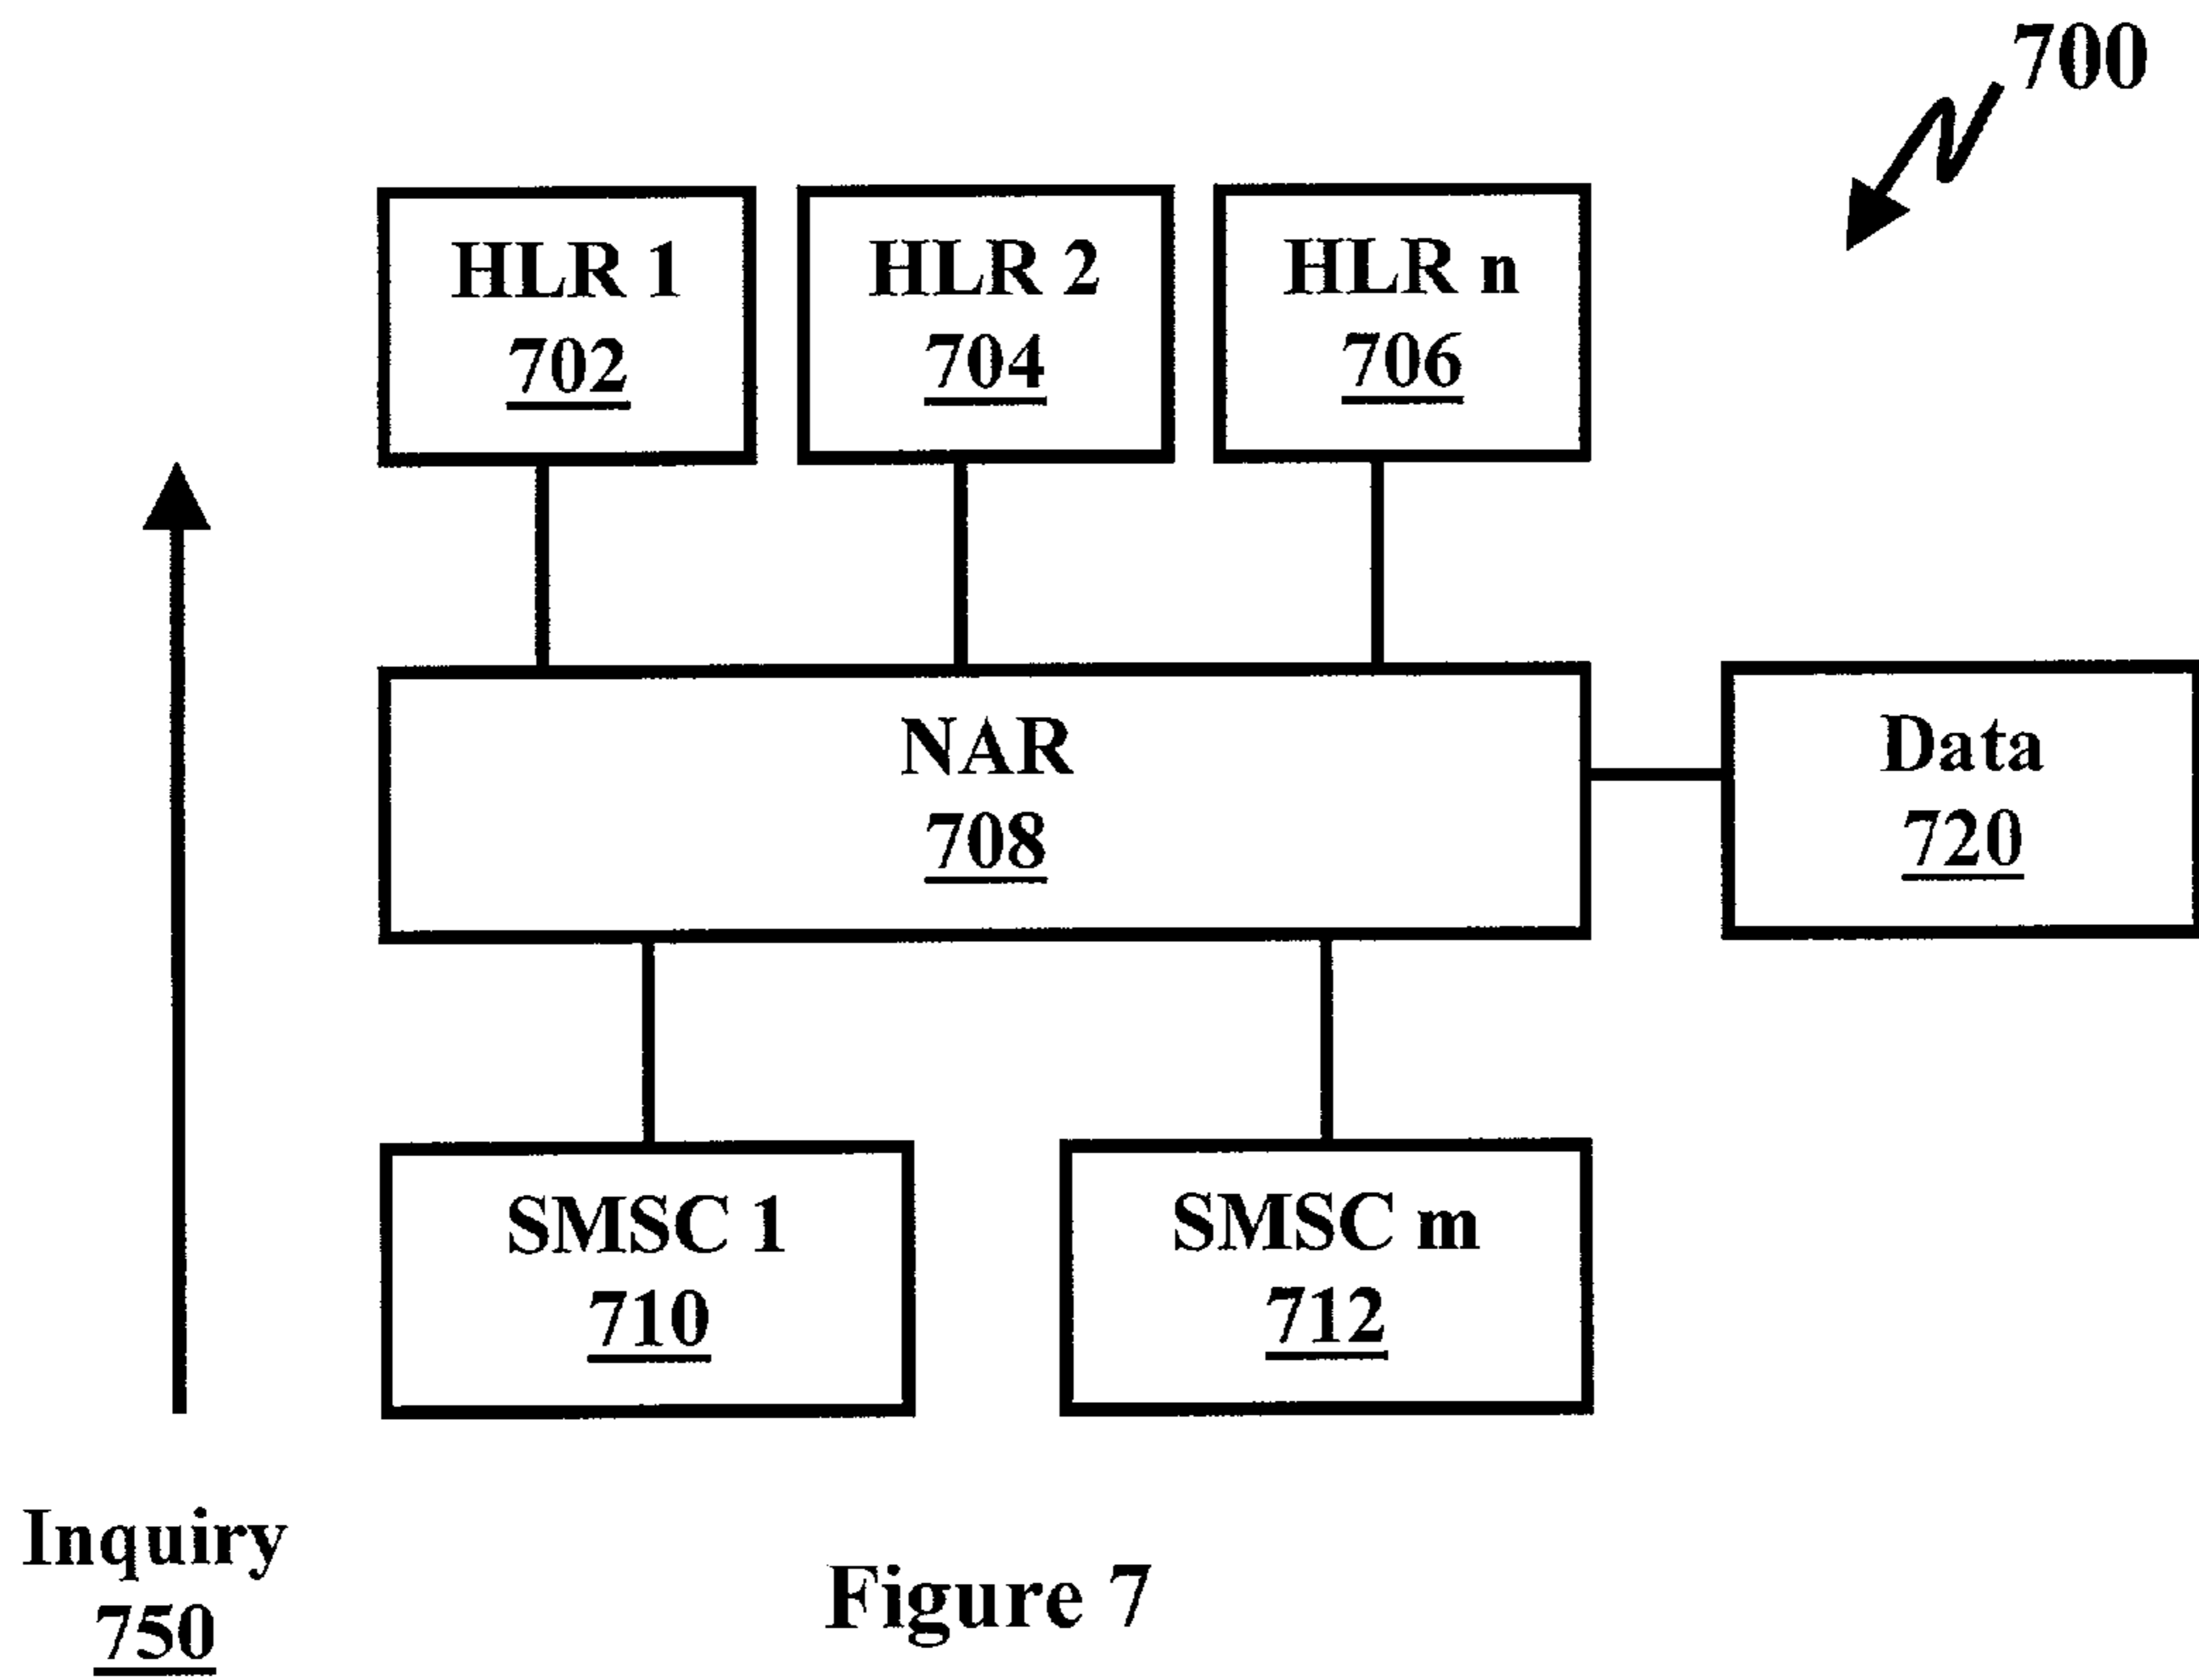 700
HLR 1
702
HLR 2
704
HLR n
706
NAR
708
Data
720
SMSC 1
710
SMSC m
712
Inquiry
750
Figure 7